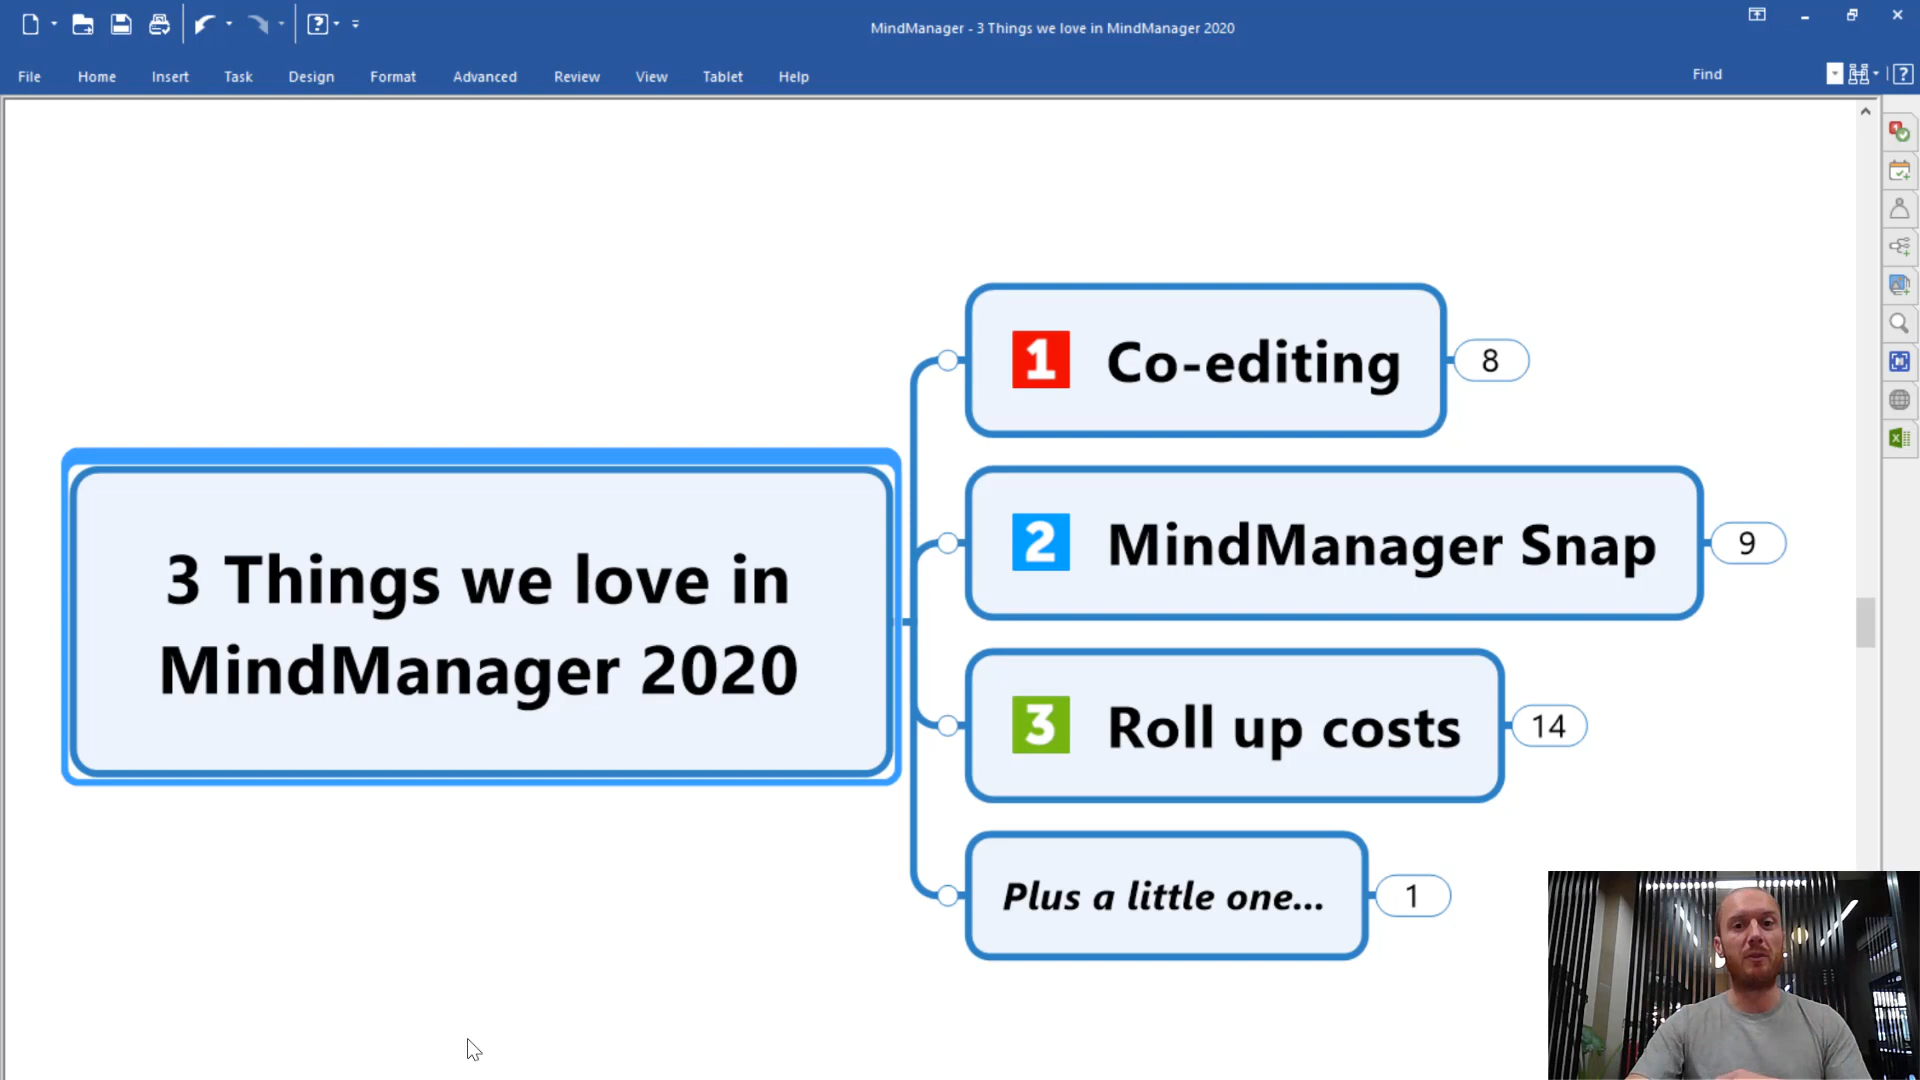 MindManager - 3 Things we love in MindManager 2020
File Home Insert Task Design Format Advanced Review View Tablet Help Find
1 Co-editing 8
2 MindManager Snap 9
3 Things we love in
MindManager 2020
3 Roll up costs 14
Plus a little one... 1